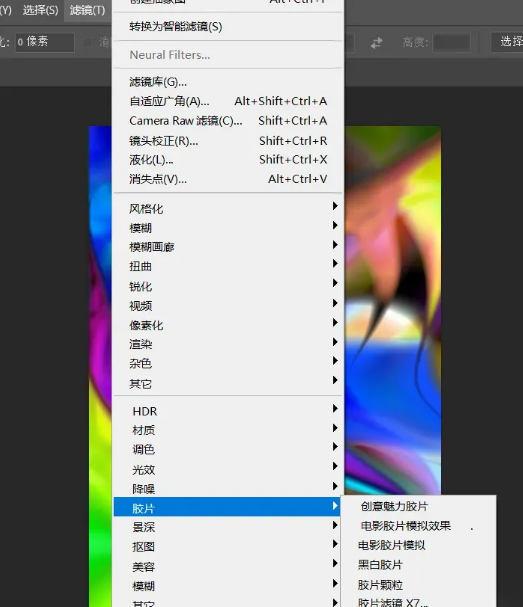 (Y) 选择(S) 滤镜(T)
Alt+Ctrl+F
转换为智能滤镜(S)
Neural Filters...
0 像素
高度:
选择
滤镜库(G)...
自适应广角(A)... Alt+Shift+Ctrl+A
Camera Raw 滤镜(C)... Shift+Ctrl+A
镜头校正(R)... Shift+Ctrl+R
液化(L)... Shift+Ctrl+X
消失点(V)... Alt+Ctrl+V
风格化
模糊
模糊画廊
扭曲
锐化
视频
像素化
渲染
杂色
其它
HDR
材质
调色
光效
降噪
胶片
景深
抠图
美容
模糊
其它
创意魅力胶片
电影胶片模拟效果 .
电影胶片模拟
黑白胶片
胶片颗粒
胶片滤镜 X7...